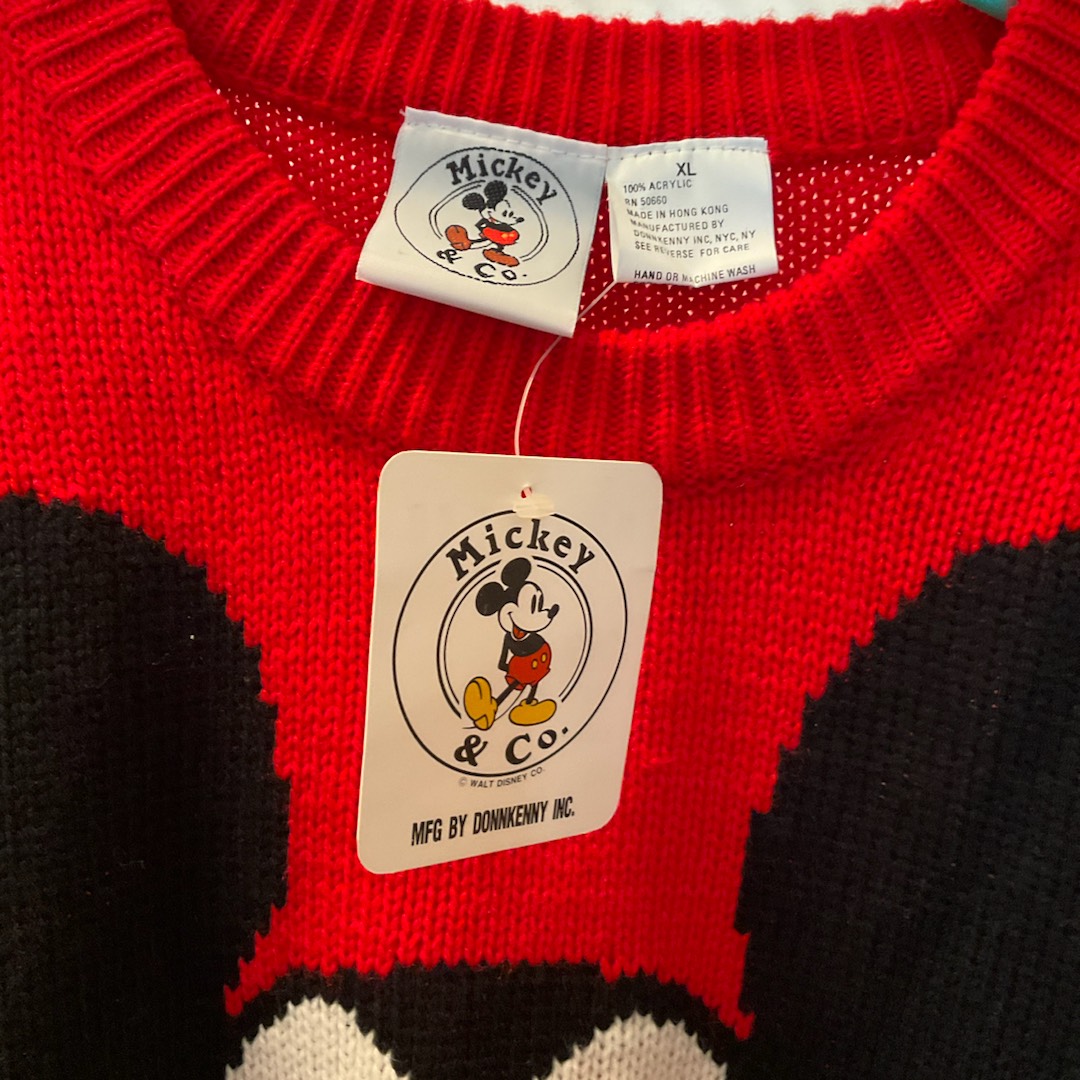 Mickey
& Co.
XL
100% ACRYLIC
RN 50660
MADE IN HONG KONG
MANUFACTURED BY
DONNKENNY INC, NYC, NY
SEE REVERSE FOR CARE
HAND OR MACHINE WASH
Mickey
& Co.
© WALT DISNEY CO.
MFG BY DONNKENNY INC.